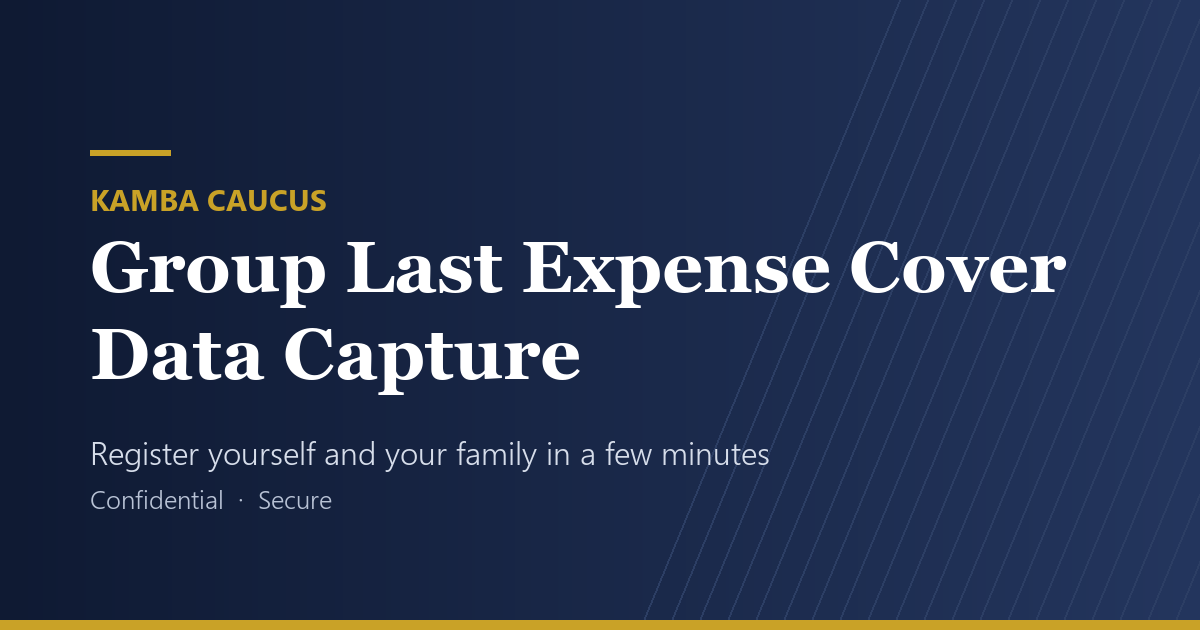 KAMBA CAUCUS
Group Last Expense Cover
Data Capture
Register yourself and your family in a few minutes
Confidential · Secure